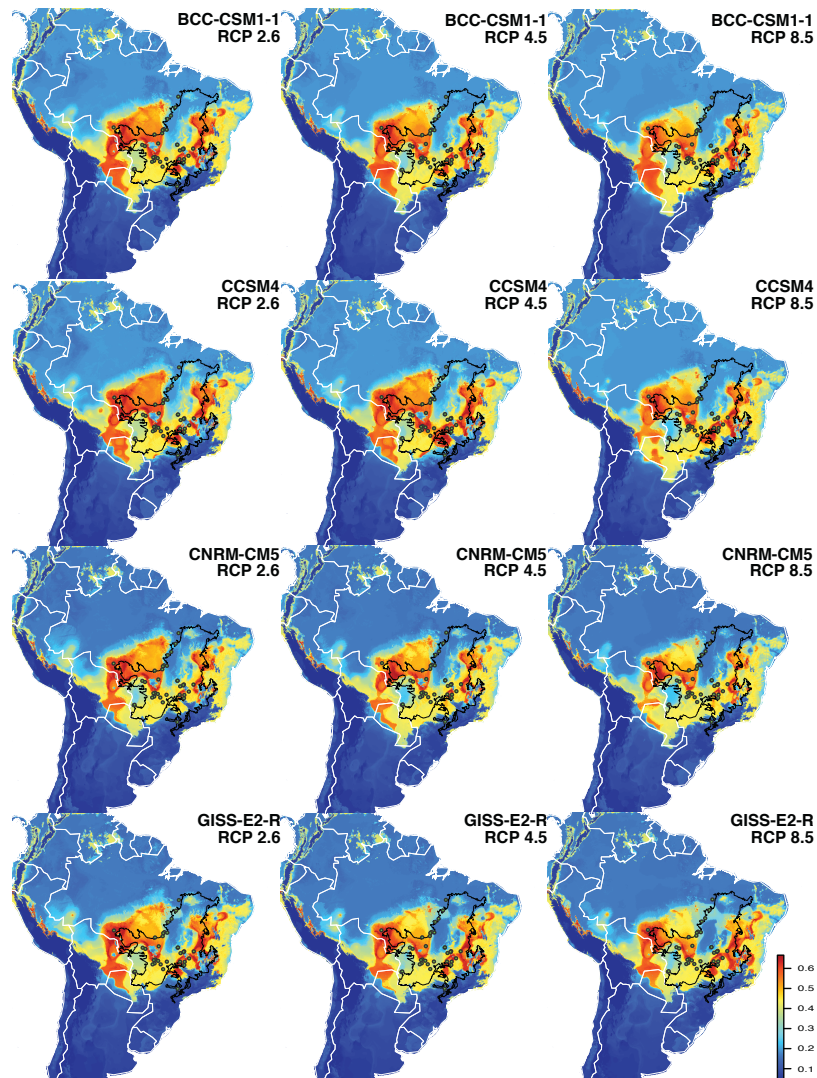 BCC-CSM1-1
RCP 2.6
BCC-CSM1-1
RCP 4.5
BCC-CSM1-1
RCP 8.5
CCSM4
RCP 2.6
CCSM4
RCP 4.5
CCSM4
RCP 8.5
CNRM-CM5
RCP 2.6
CNRM-CM5
RCP 4.5
CNRM-CM5
RCP 8.5
GISS-E2-R
RCP 2.6
GISS-E2-R
RCP 4.5
GISS-E2-R
RCP 8.5
0.6
0.5
0.4
0.3
0.2
0.1